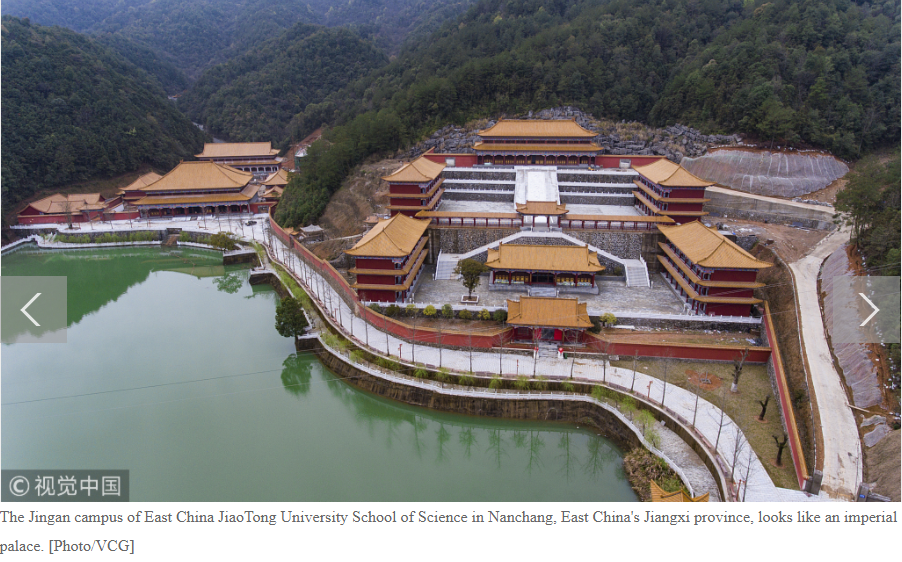 © 视觉中国
The Jingan campus of East China JiaoTong University School of Science in Nanchang, East China's Jiangxi province, looks like an imperial
palace. [Photo/VCG]